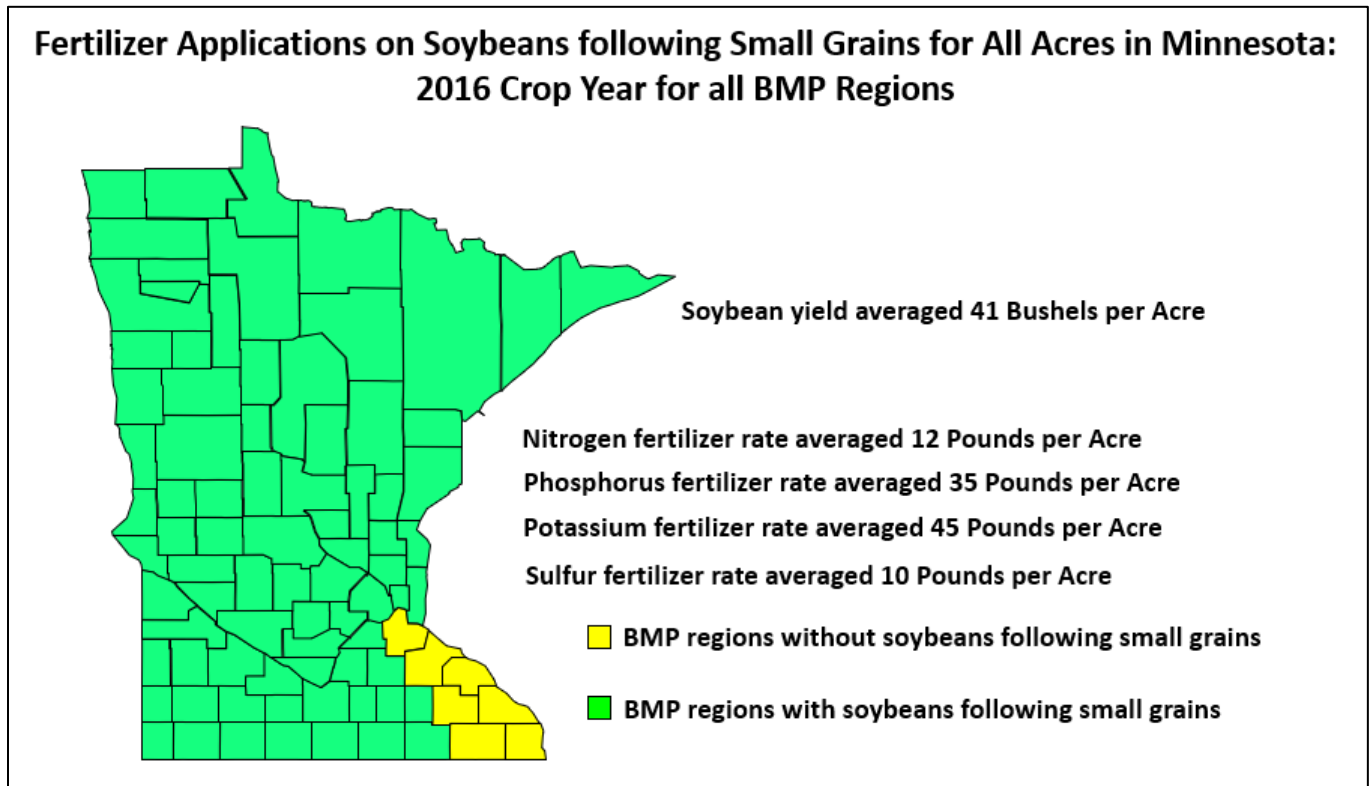 Fertilizer Applications on Soybeans following Small Grains for All Acres in Minnesota:
2016 Crop Year for all BMP Regions
Soybean yield averaged 41 Bushels per Acre
Nitrogen fertilizer rate averaged 12 Pounds per Acre
Phosphorus fertilizer rate averaged 35 Pounds per Acre
Potassium fertilizer rate averaged 45 Pounds per Acre
Sulfur fertilizer rate averaged 10 Pounds per Acre
BMP regions without soybeans following small grains
BMP regions with soybeans following small grains